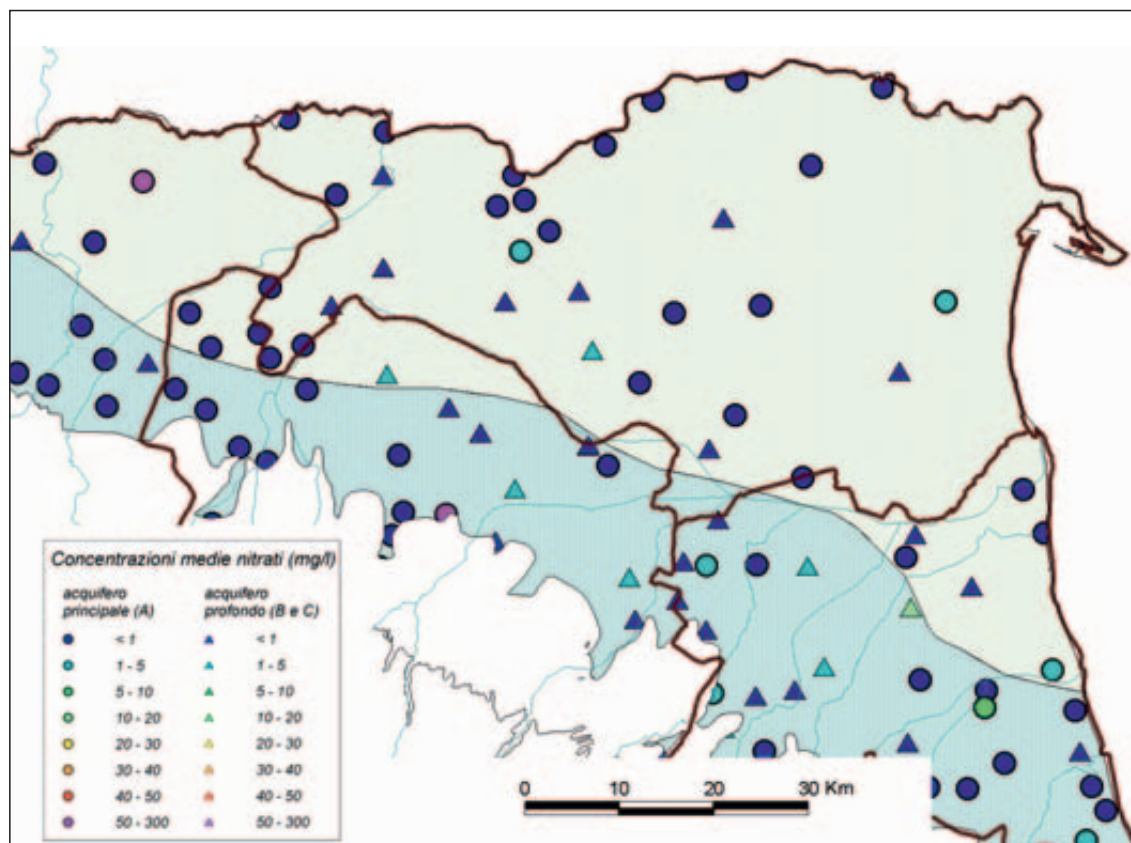 Concentrazioni medie nitrati (mg/l)
acquifero principale (A)
acquifero profondo (B e C)
< 1
< 1
1 - 5
1 - 5
5 - 10
5 - 10
10 - 20
10 - 20
20 - 30
20 - 30
30 - 40
30 - 40
40 - 50
40 - 50
50 - 300
50 - 300
0 10 20 30 Km